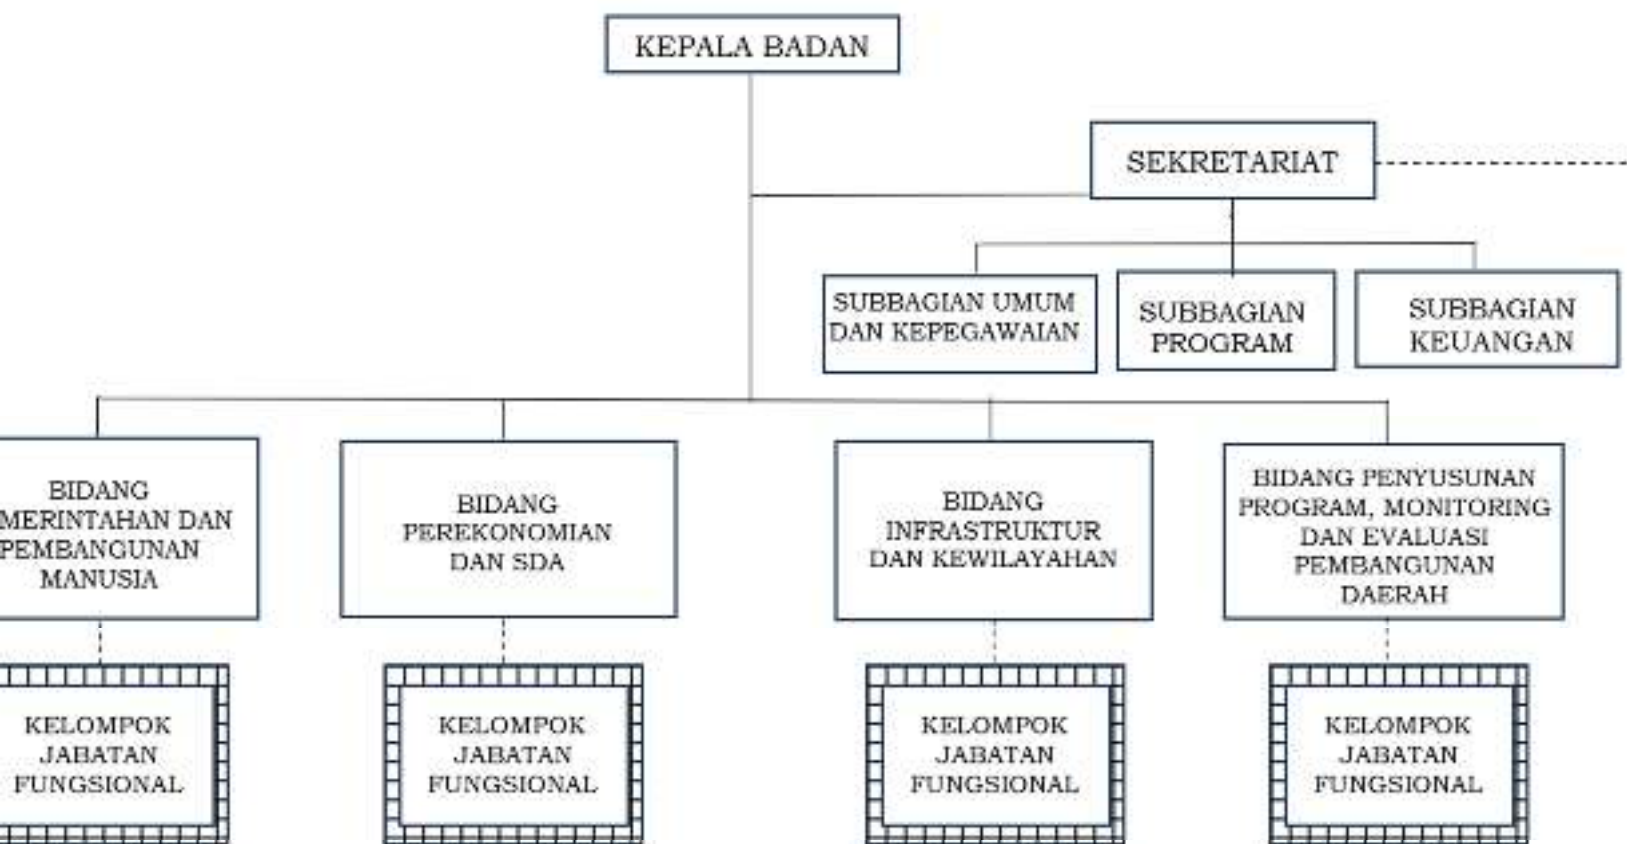 KEPALA BADAN
SEKRETARIAT
SUBBAGIAN UMUM
DAN KEPEGAWAIAN
SUBBAGIAN
PROGRAM
SUBBAGIAN
KEUANGAN
BIDANG
MERINTAHAN DAN
PEMBANGUNAN
MANUSIA
BIDANG
PEREKONOMIAN
DAN SDA
BIDANG
INFRASTRUKTUR
DAN KEWILAYAHAN
BIDANG PENYUSUNAN
PROGRAM, MONITORING
DAN EVALUASI
PEMBANGUNAN
DAERAH
KELOMPOK
JABATAN
FUNGSIONAL
KELOMPOK
JABATAN
FUNGSIONAL
KELOMPOK
JABATAN
FUNGSIONAL
KELOMPOK
JABATAN
FUNGSIONAL